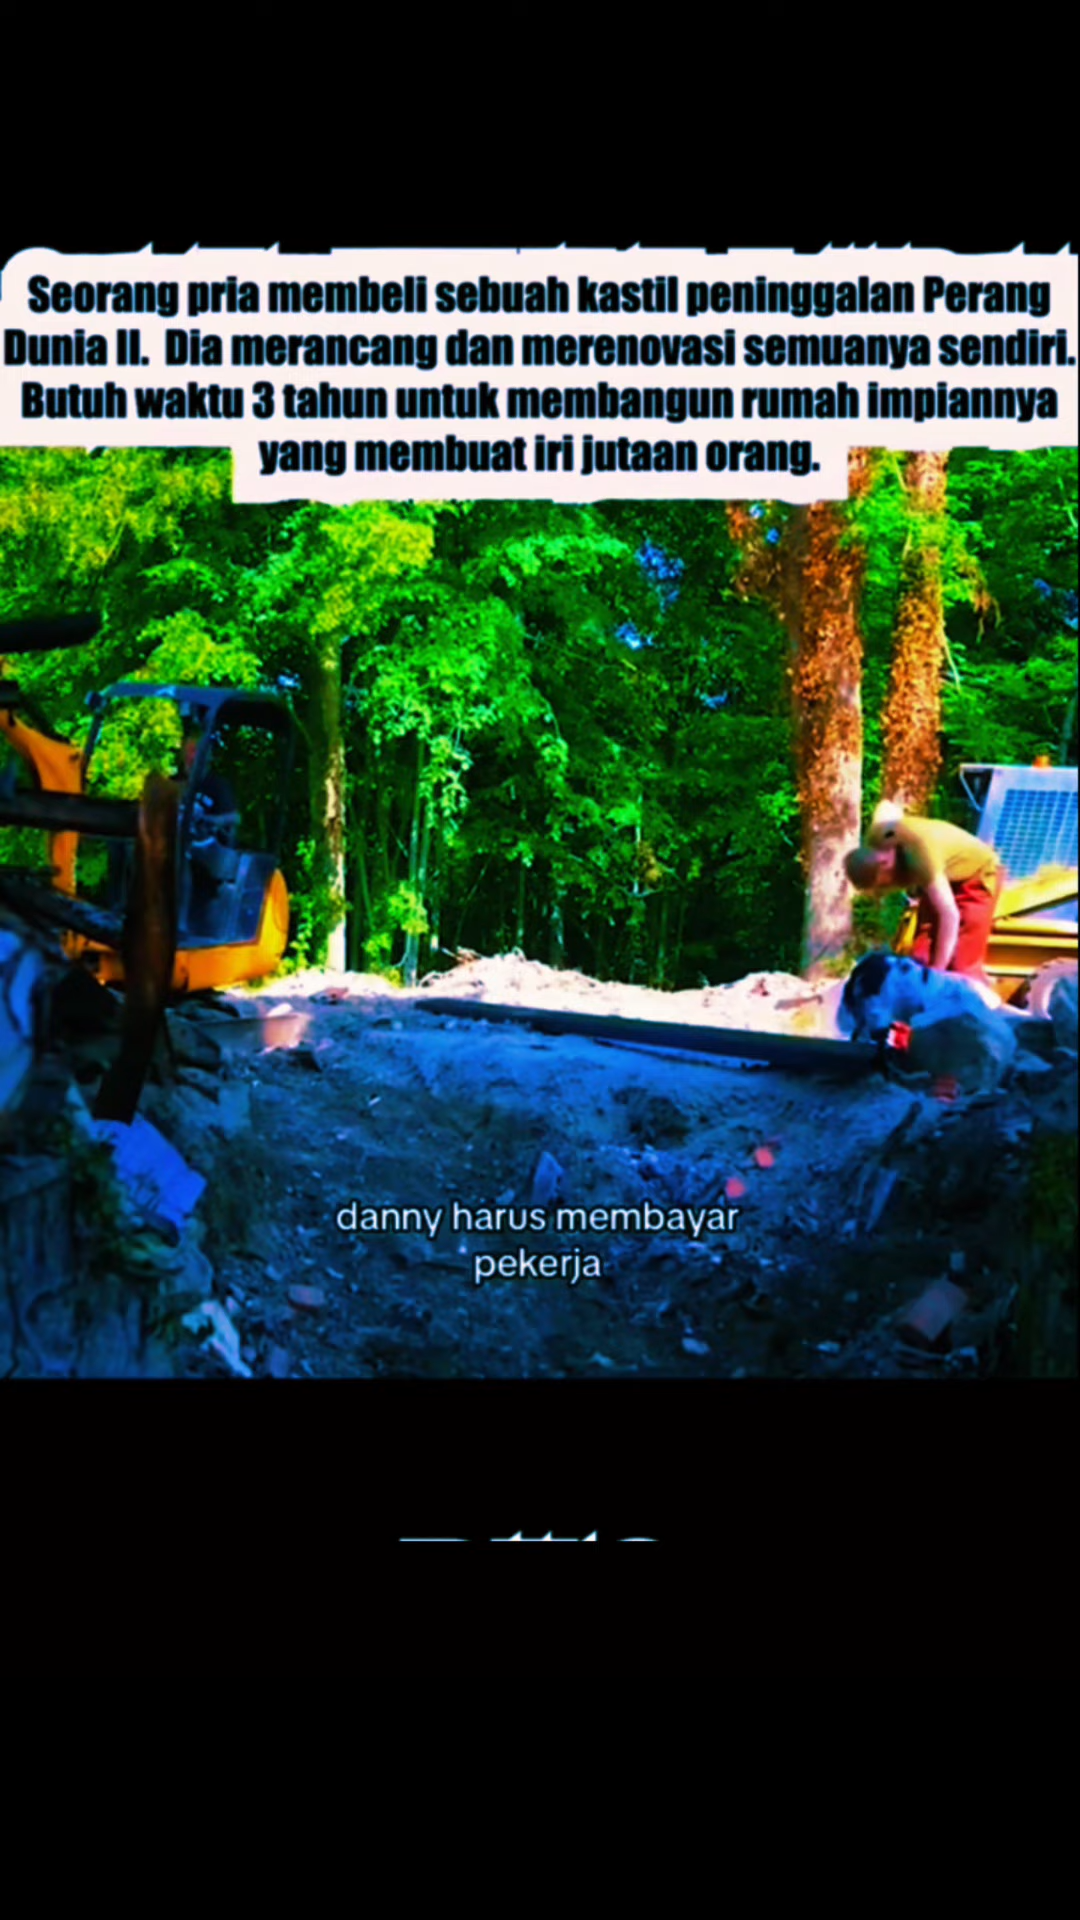 Seorang pria membeli sebuah kastil peninggalan Perang
Dunia II. Dia merancang dan merenovasi semuanya sendiri.
Butuh waktu 3 tahun untuk membangun rumah impiannya
yang membuat iri jutaan orang.
danny harus membayar
pekerja